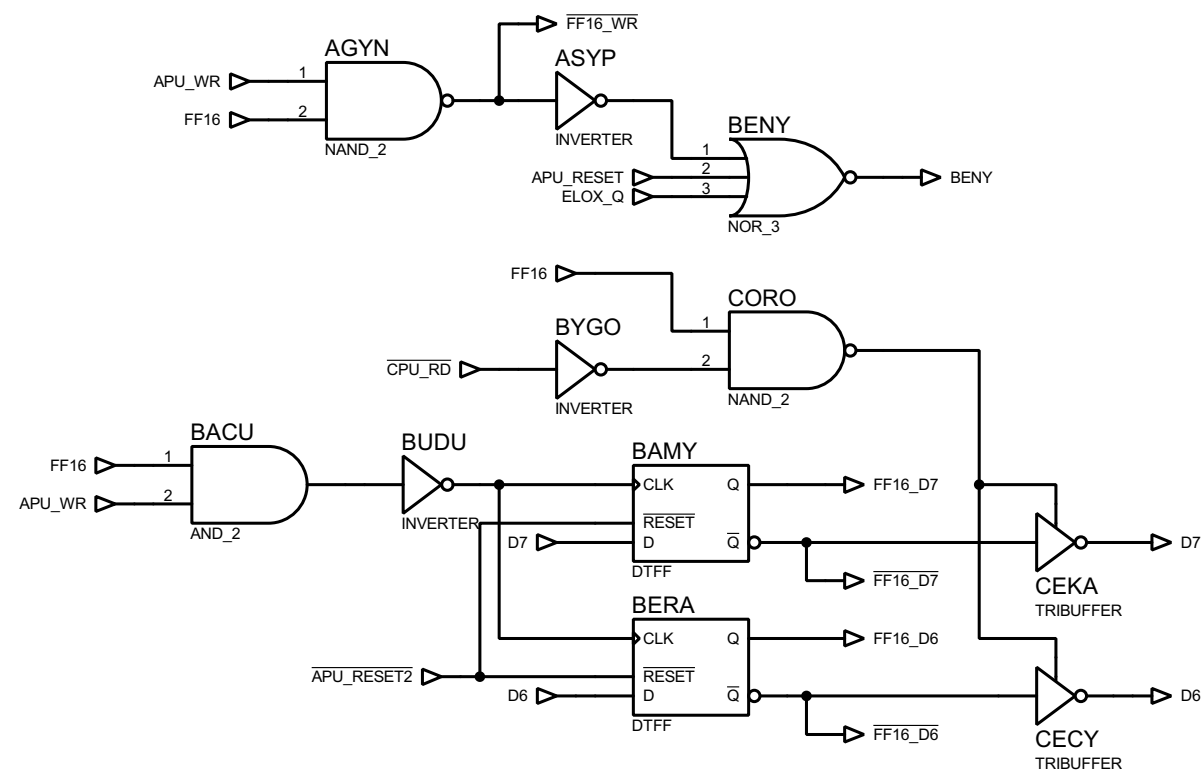 FF16_WR
AGYN
ASYP
APU_WR
1
FF16
2
NAND_2
INVERTER
BENY
1
APU_RESET
2
ELOX_Q
3
BENY
NOR_3
FF16
CORO
BYGO
1
CPU_RD
2
INVERTER
NAND_2
BACU
BUDU
BAMY
FF16
1
APU_WR
2
AND_2
INVERTER
CLK
Q
FF16_D7
RESET
D7
D
Q
D7
DTFF
FF16_D7
CEKA
TRIBUFFER
BERA
CLK
Q
FF16_D6
APU_RESET2
RESET
D6
D
Q
D6
DTFF
FF16_D6
CECY
TRIBUFFER